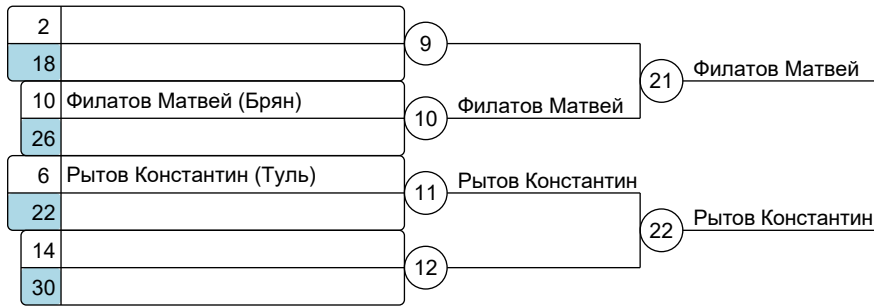 2
9
18
21 Филатов Матвей
10 Филатов Матвей (Брян)
10 Филатов Матвей
26
6 Рытов Константин (Туль)
11 Рытов Константин
22
22 Рытов Константин
14
12
30